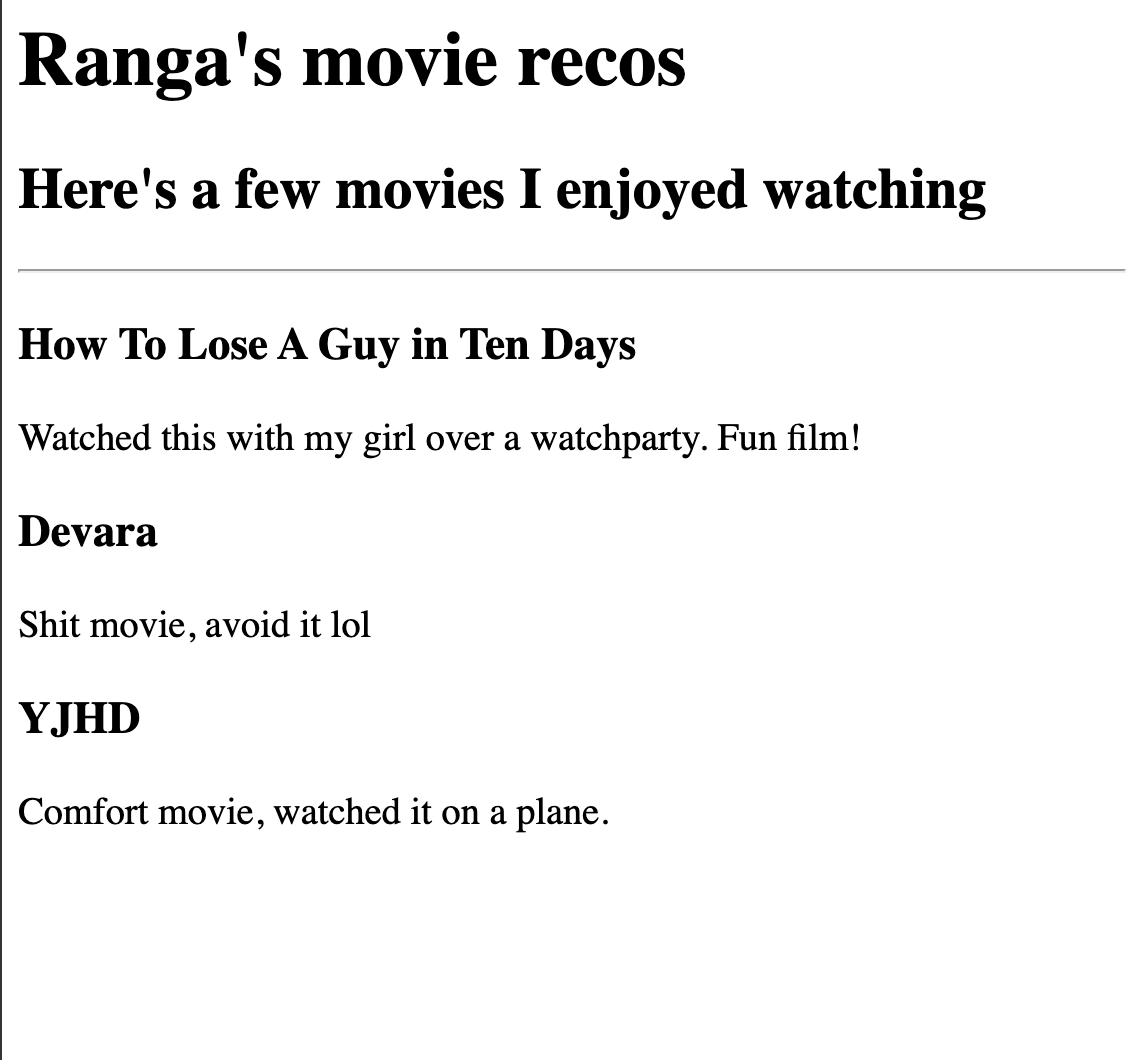 Ranga's movie recos
Here's a few movies I enjoyed watching
How To Lose A Guy in Ten Days
Watched this with my girl over a watchparty. Fun film!
Devara
Shit movie, avoid it lol
YJHD
Comfort movie, watched it on a plane.